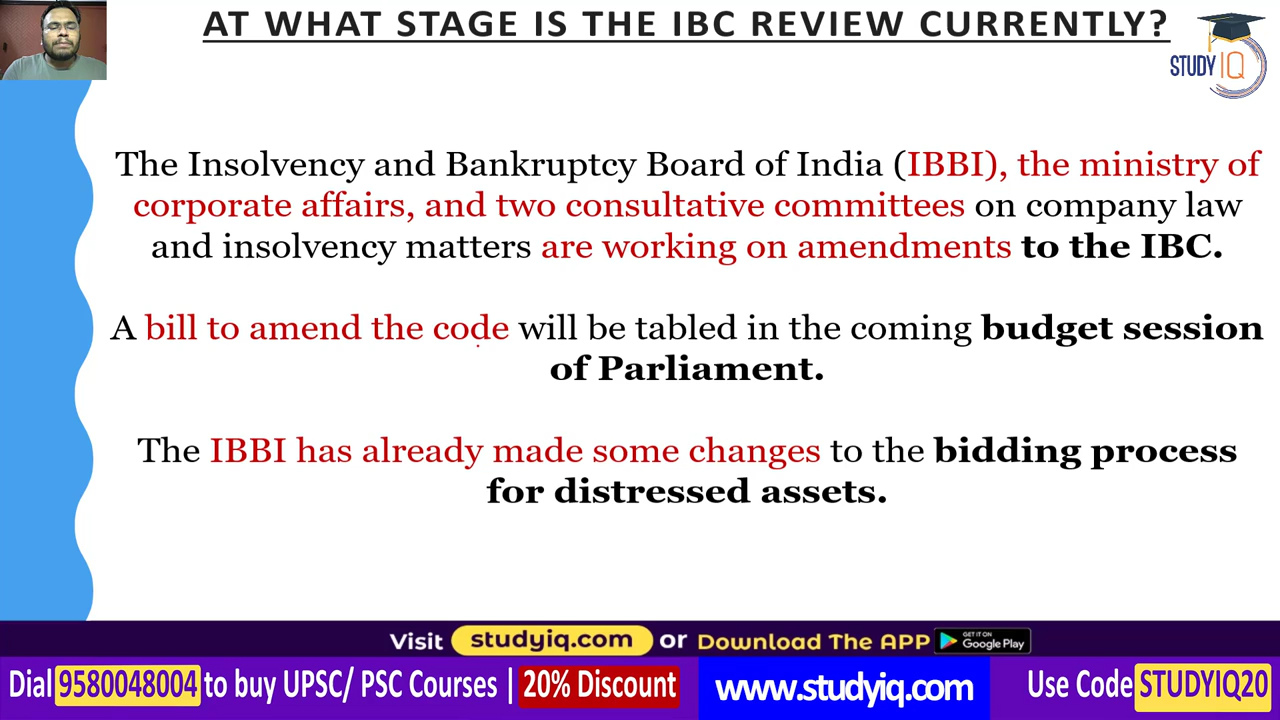 AT WHAT STAGE IS THE IBC REVIEW CURRENTLY?
STUDY IQ
The Insolvency and Bankruptcy Board of India (IBBI), the ministry of
corporate affairs, and two consultative committees on company law
and insolvency matters are working on amendments to the IBC.
A bill to amend the code will be tabled in the coming budget session
of Parliament.
The IBBI has already made some changes to the bidding process
for distressed assets.
Visit studyiq.com or Download The APP GET IT ON Google Play
Dial 9580048004 to buy UPSC/ PSC Courses | 20% Discount www.studyiq.com Use Code STUDYIQ20